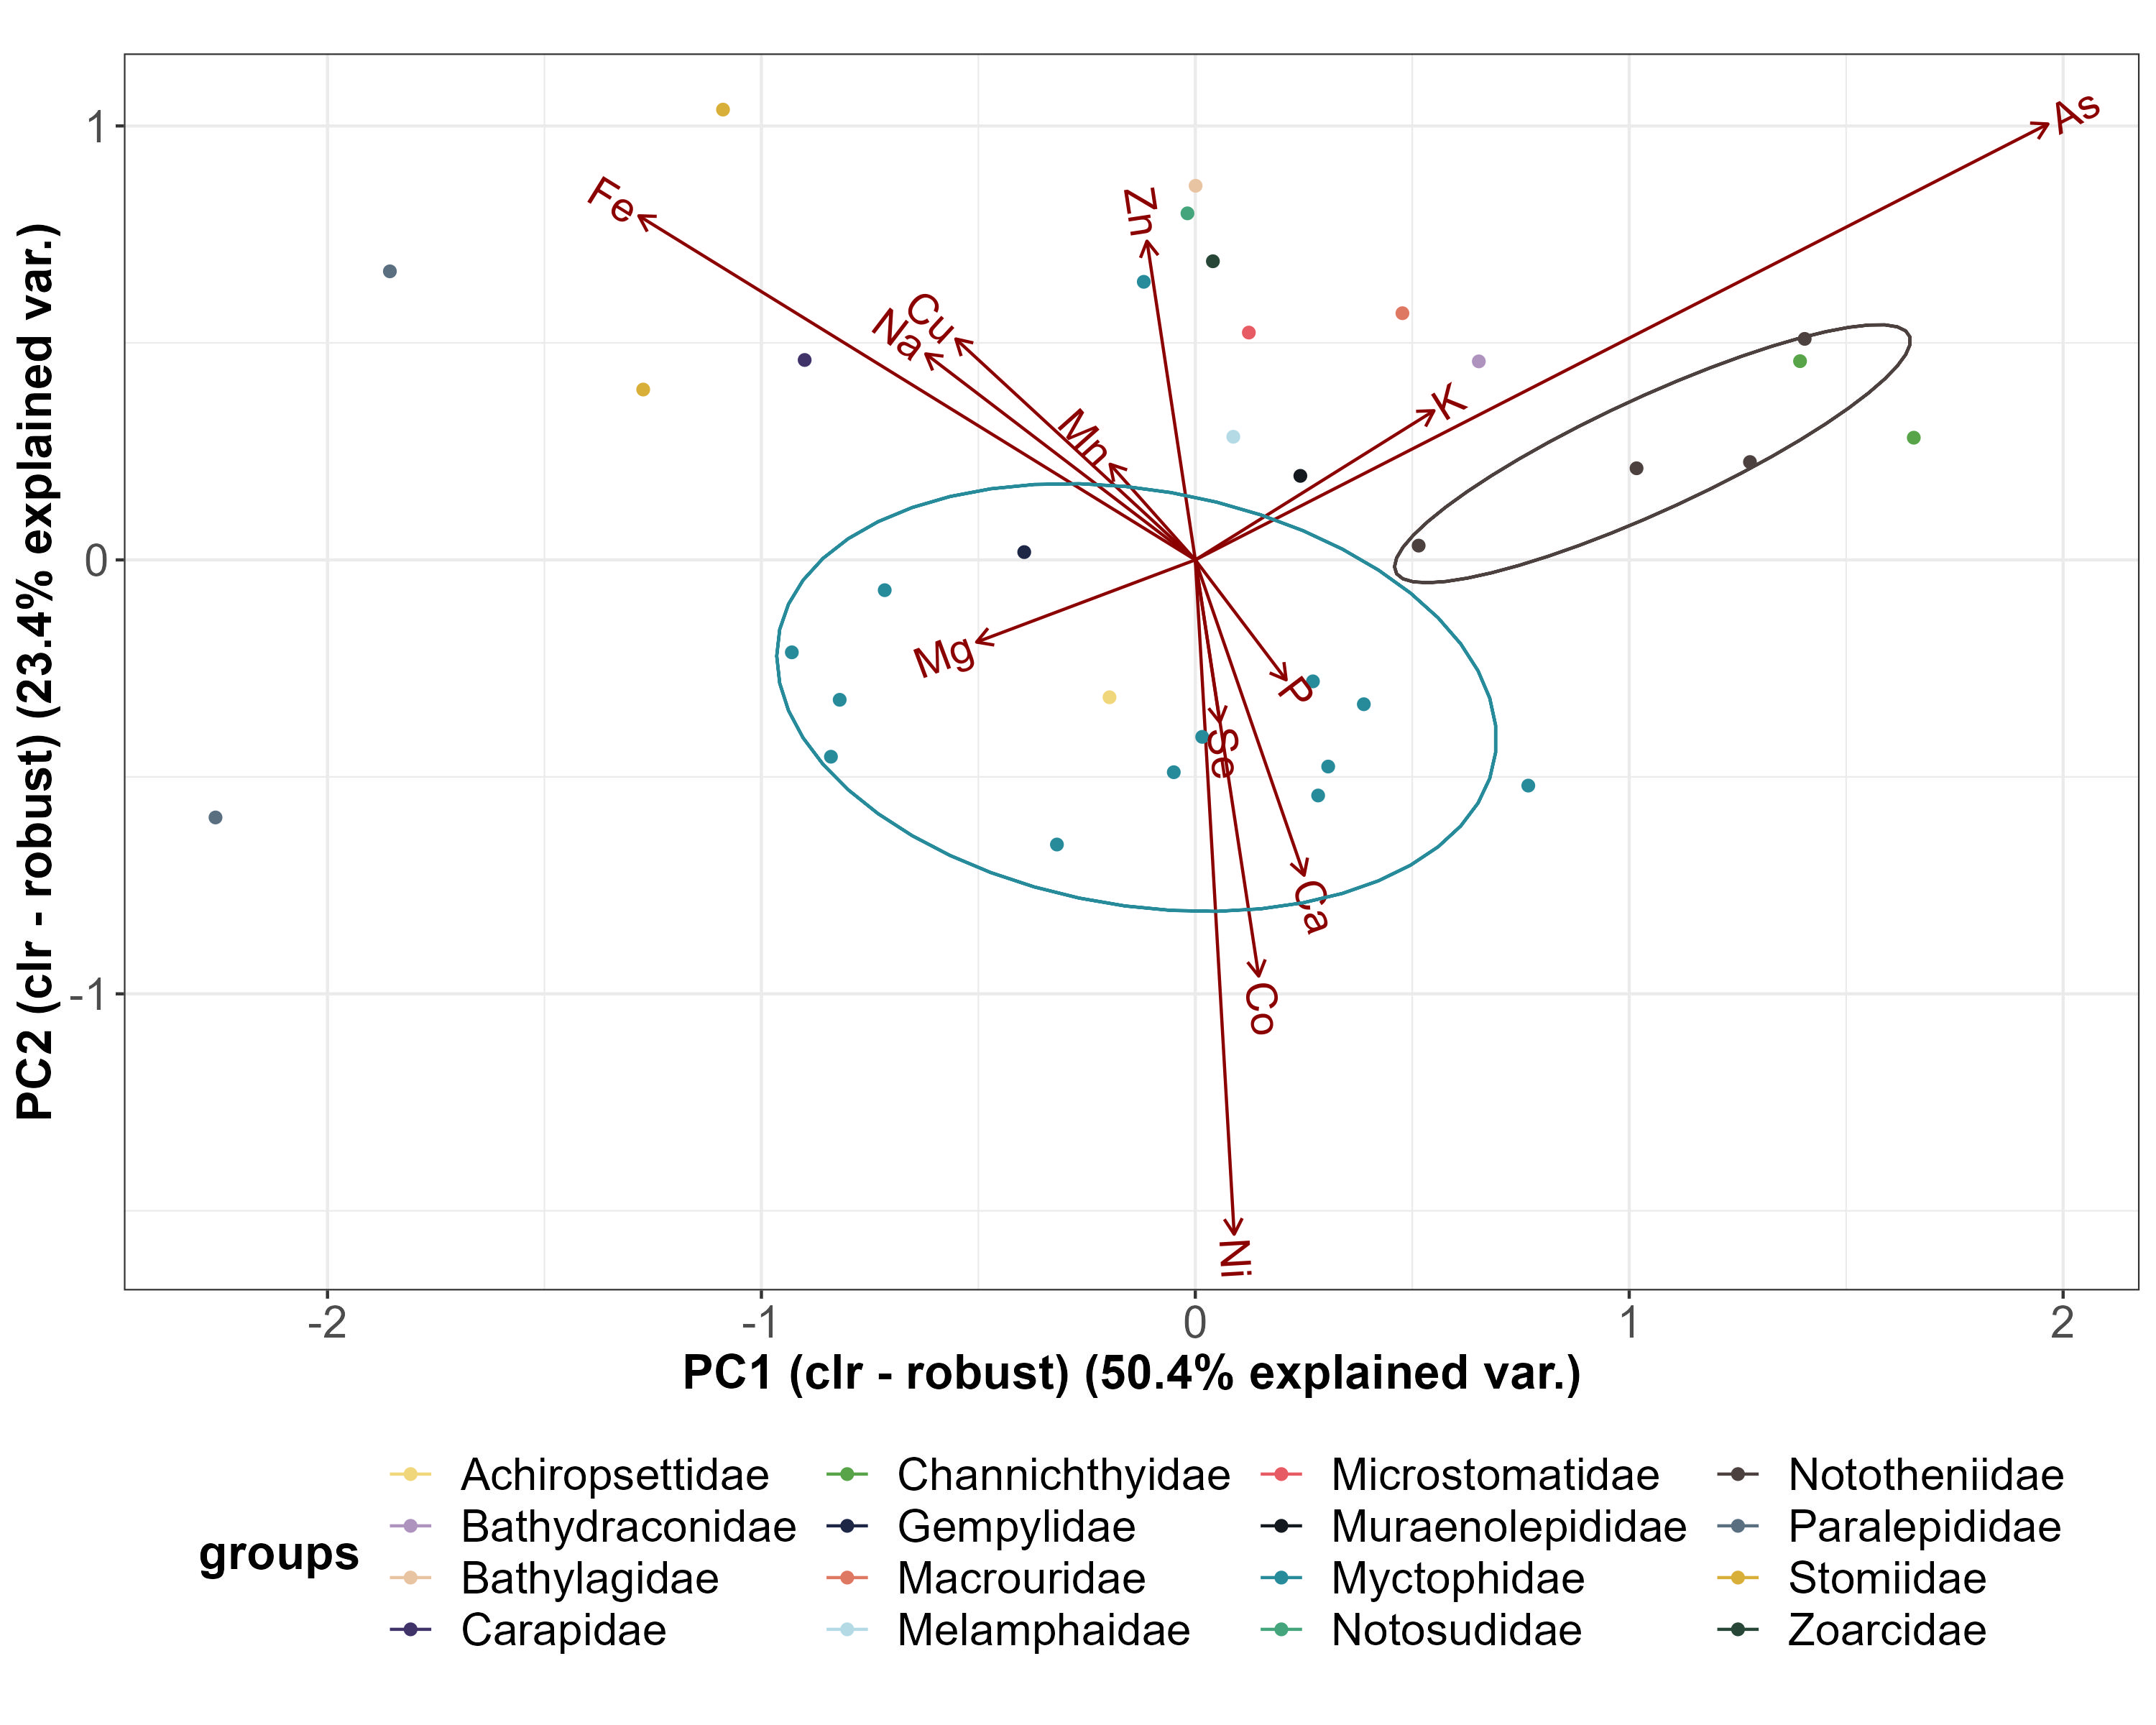 As
Fe
Zn
Cu
Na
K
Mn
Mg
P
Se
Ca
Co
Ni
1
0
-1
-2
-1
0
1
2
PC2 (clr - robust) (23.4% explained var.)
PC1 (clr - robust) (50.4% explained var.)
groups
Achiropsettidae
Bathydraconidae
Bathylagidae
Carapidae
Channichthyidae
Gempylidae
Macrouridae
Melamphaidae
Microstomatidae
Muraenolepididae
Myctophidae
Notosudidae
Nototheniidae
Paralepididae
Stomiidae
Zoarcidae